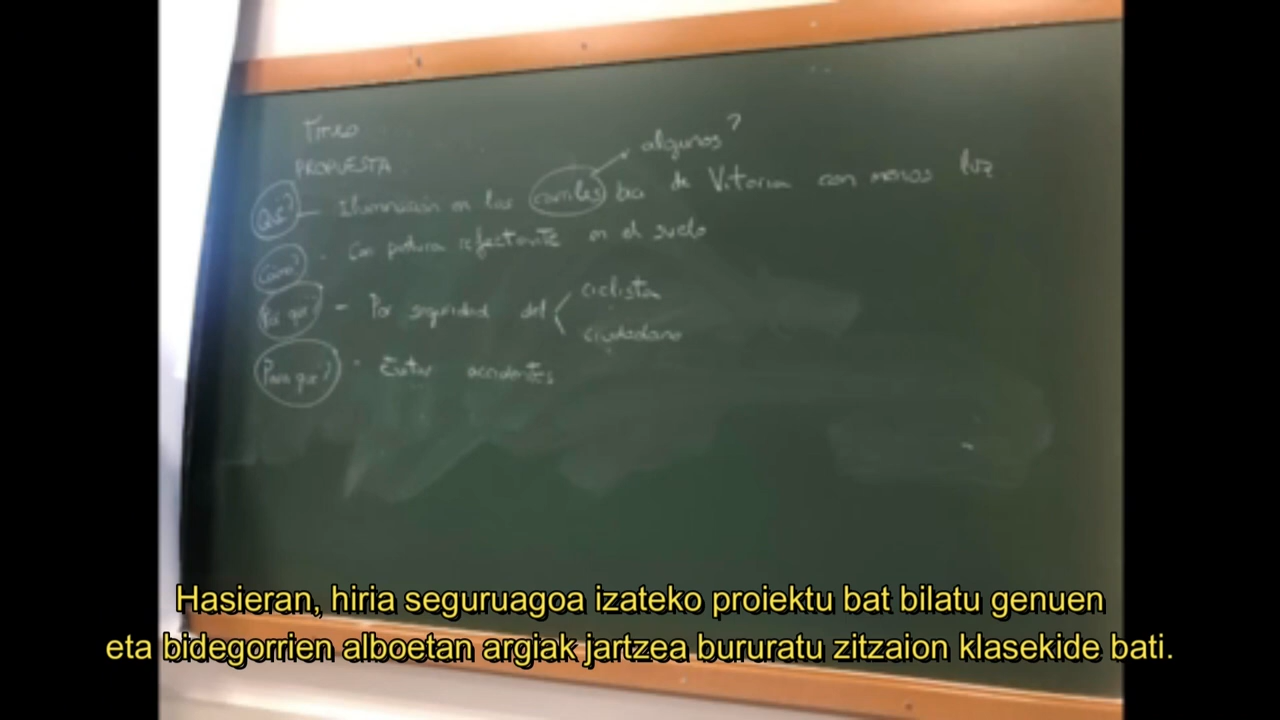 TITULO
PROPUESTA
algunos?
Qué? - Iluminación en los carriles bici de Vitoria con menos luz
Como? - Con pintura reflectante en el suelo
Por qué? - Por seguridad del ciclista
ciudadano
Para qué? - Evitar accidentes
Hasieran, hiria seguruagoa izateko proiektu bat bilatu genuen
eta bidegorrien alboetan argiak jartzea bururatu zitzaion klasekide bati.